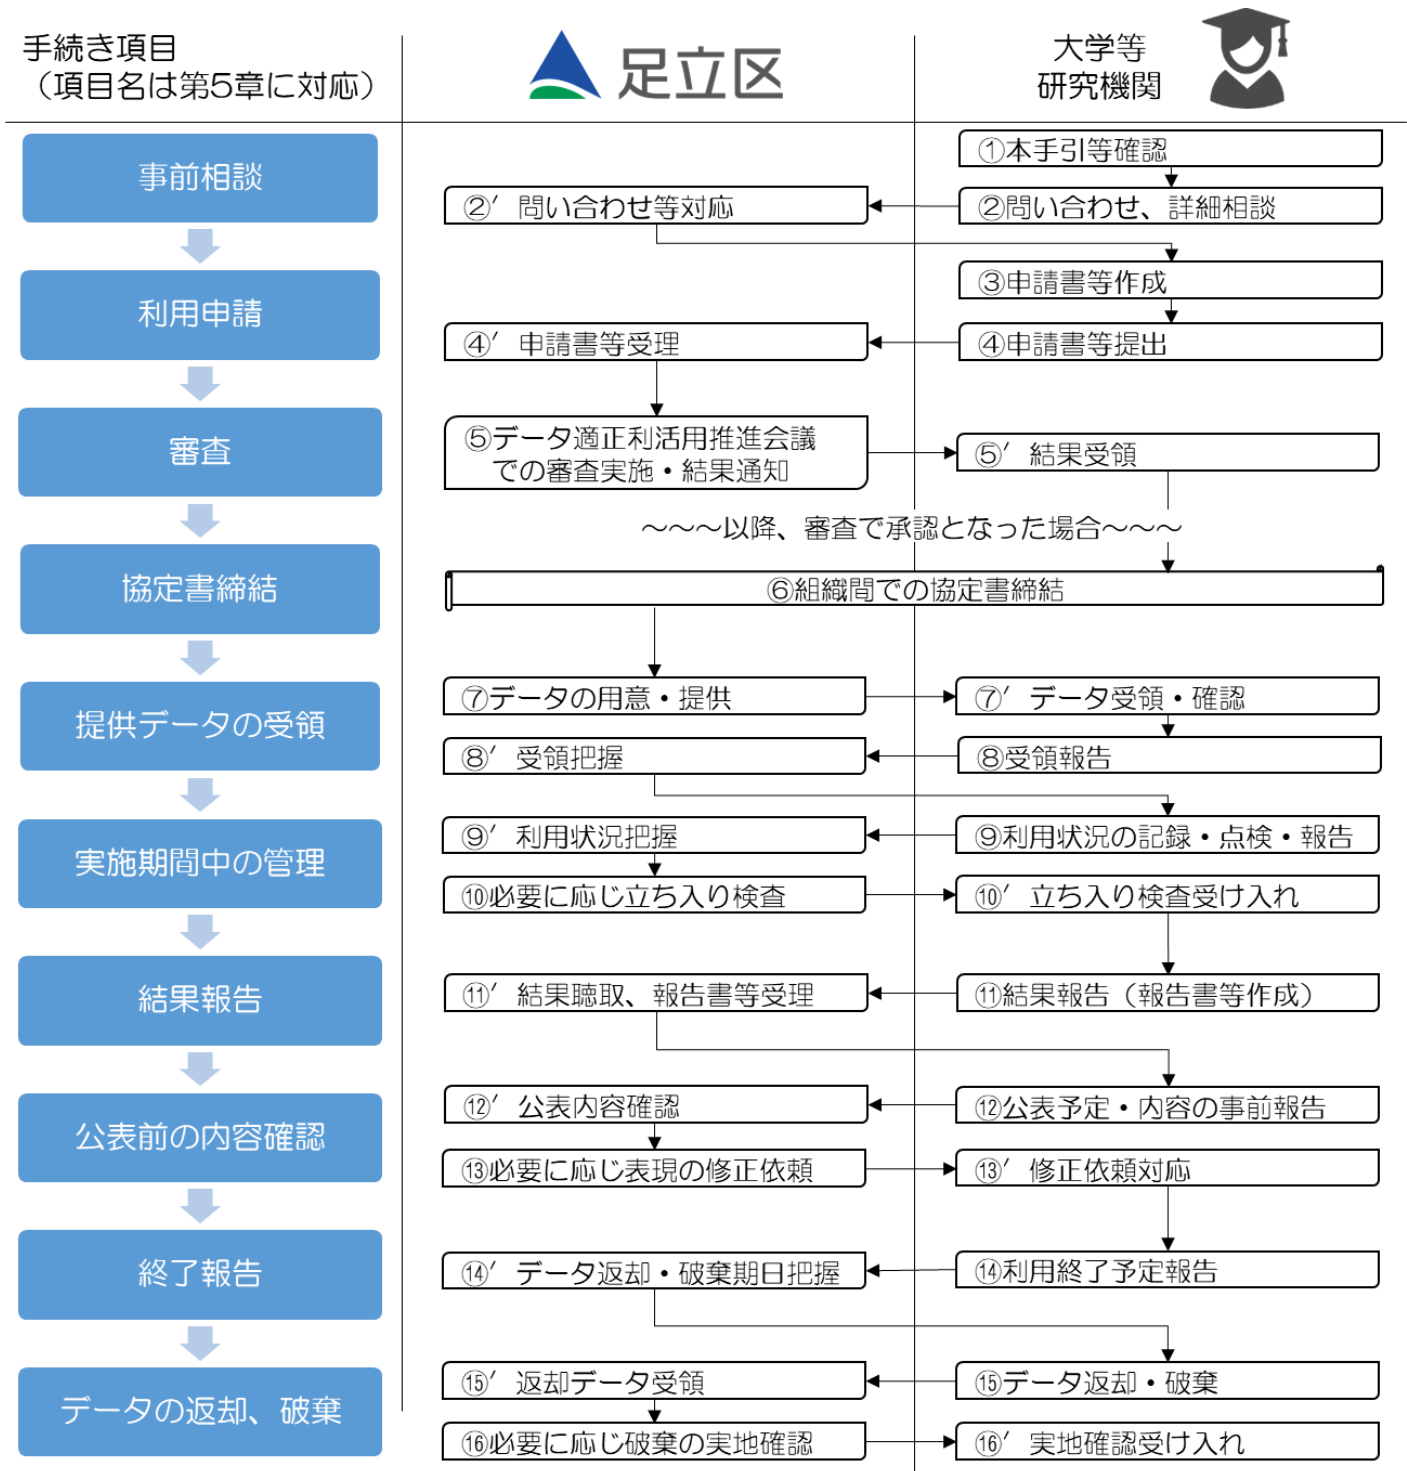 手続き項目
（項目名は第5章に対応）
足立区
大学等
研究機関
事前相談
①本手引等確認
②′ 問い合わせ等対応
②問い合わせ、詳細相談
利用申請
③申請書等作成
④′ 申請書等受理
④申請書等提出
審査
⑤データ適正利活用推進会議
での審査実施・結果通知
⑤′ 結果受領
～～～以降、審査で承認となった場合～～～
協定書締結
⑥組織間での協定書締結
提供データの受領
⑦データの用意・提供
⑦′ データ受領・確認
⑧′ 受領把握
⑧受領報告
実施期間中の管理
⑨′ 利用状況把握
⑨利用状況の記録・点検・報告
⑩必要に応じ立ち入り検査
⑩′ 立ち入り検査受け入れ
結果報告
⑪′ 結果聴取、報告書等受理
⑪結果報告（報告書等作成）
公表前の内容確認
⑫′ 公表内容確認
⑫公表予定・内容の事前報告
⑬必要に応じ表現の修正依頼
⑬′ 修正依頼対応
終了報告
⑭′ データ返却・破棄期日把握
⑭利用終了予定報告
データの返却、破棄
⑮′ 返却データ受領
⑮データ返却・破棄
⑯必要に応じ破棄の実地確認
⑯′ 実地確認受け入れ